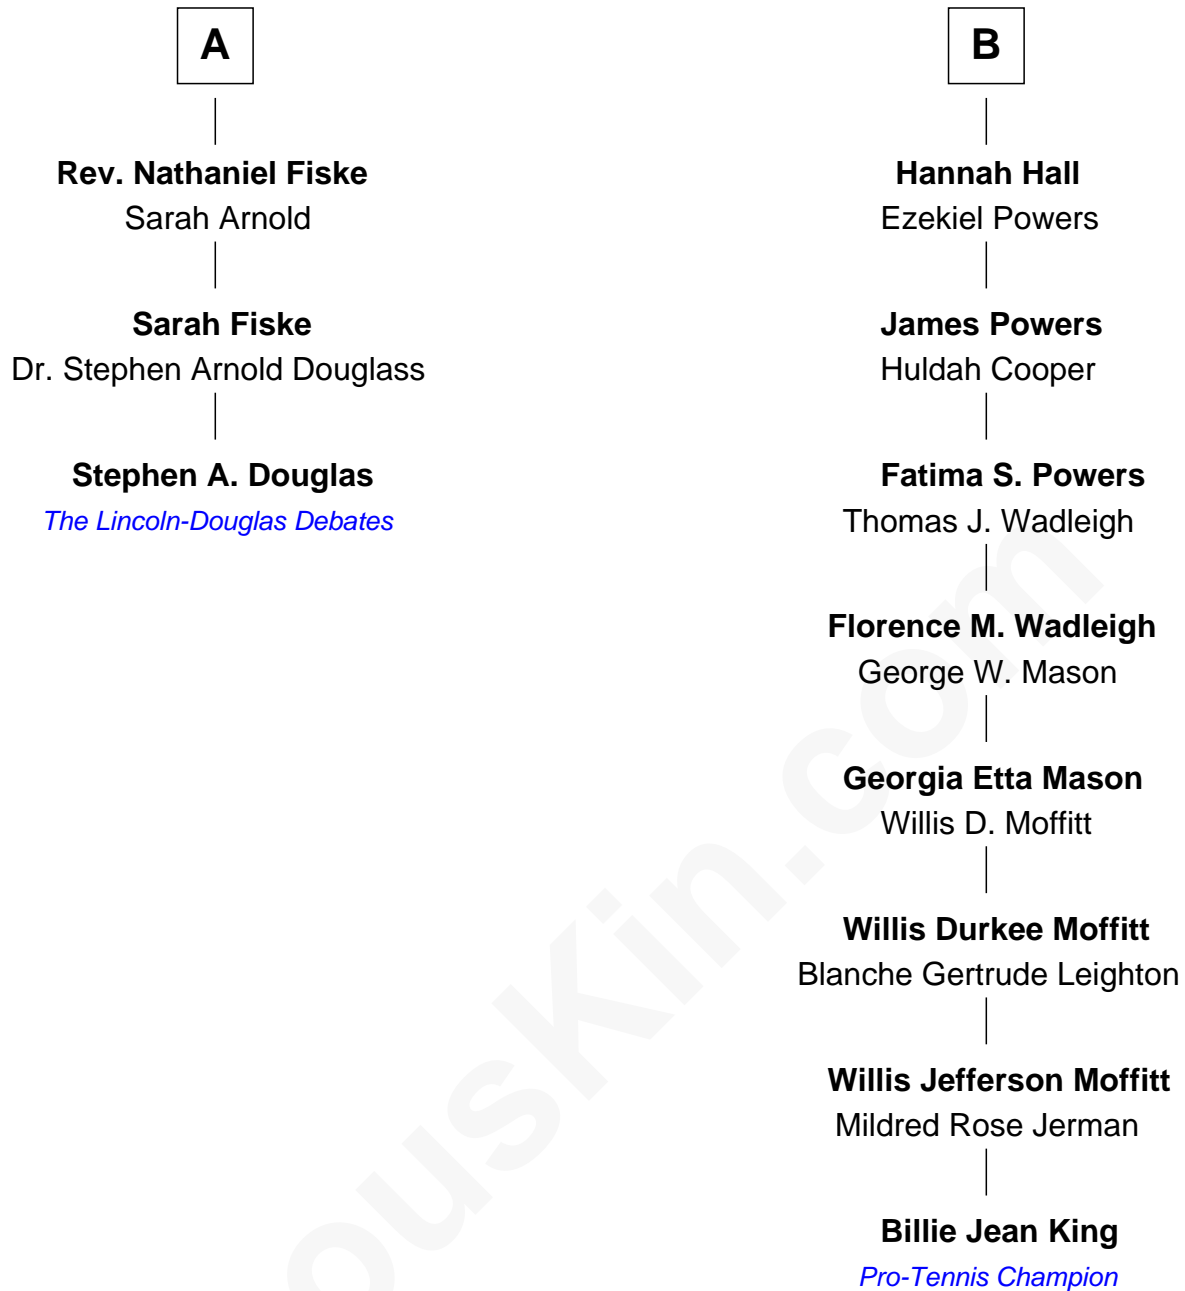 A
Rev. Nathaniel Fiske
Sarah Arnold
Sarah Fiske
Dr. Stephen Arnold Douglass
Stephen A. Douglas
The Lincoln-Douglas Debates
B
Hannah Hall
Ezekiel Powers
James Powers
Huldah Cooper
Fatima S. Powers
Thomas J. Wadleigh
Florence M. Wadleigh
George W. Mason
Georgia Etta Mason
Willis D. Moffitt
Willis Durkee Moffitt
Blanche Gertrude Leighton
Willis Jefferson Moffitt
Mildred Rose Jerman
Billie Jean King
Pro-Tennis Champion
ousKin.com